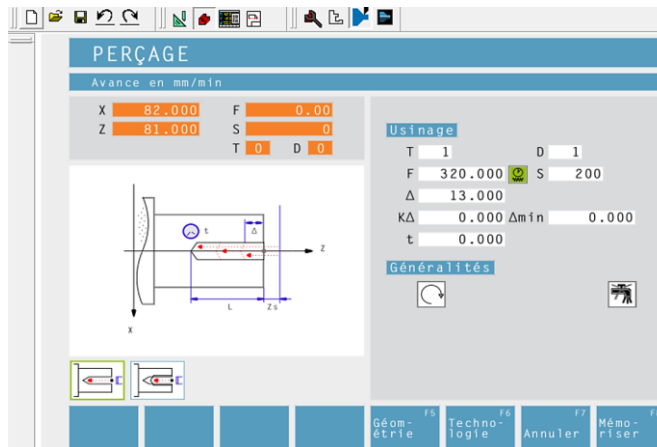 PERÇAGE
Avance en mm/min
X 82.000 F 0.00
Z 81.000 S 0
T 0 D 0
Usinage
T 1 D 1
F 320.000 S 200
Δ 13.000
KΔ 0.000 Δmin 0.000
t 0.000
Généralités
t Δ
Z
L Zs
X
F5 F6 F7 F8
Géom- Techno- Mémo-
étrie logie Annuler riser